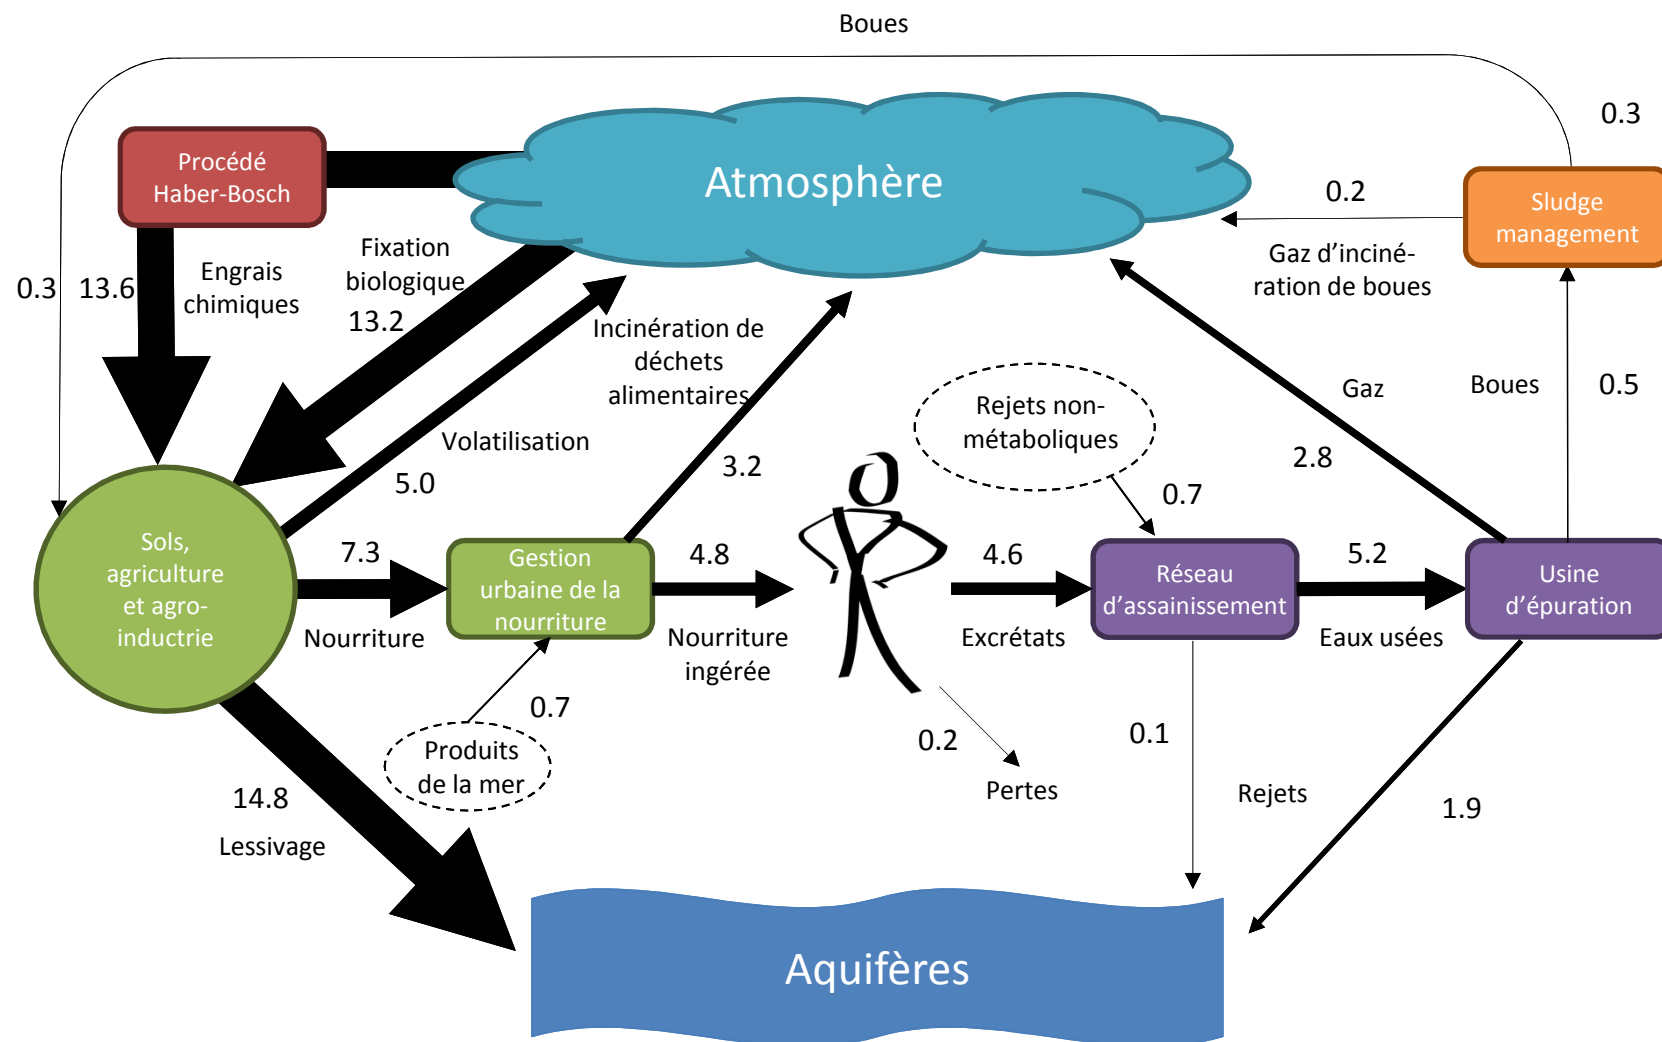 Boues
0.3
Procédé
Haber-Bosch
Atmosphère
0.2
Sludge
management
Gaz d'inciné-
ration de boues
0.3
13.6
Engrais
chimiques
Fixation
biologique
13.2
Incinération de
déchets
alimentaires
Volatilisation
5.0
3.2
Rejets non-
métaboliques
0.7
Gaz
2.8
Boues
0.5
Sols,
agriculture
et agro-
inductrie
7.3
Nourriture
Gestion
urbaine de la
nourriture
4.8
Nourriture
ingérée
4.6
Excrétats
Réseau
d'assainissement
5.2
Eaux usées
Usine
d'épuration
0.7
Produits
de la mer
0.2
Pertes
0.1
Rejets
1.9
14.8
Lessivage
Aquifères